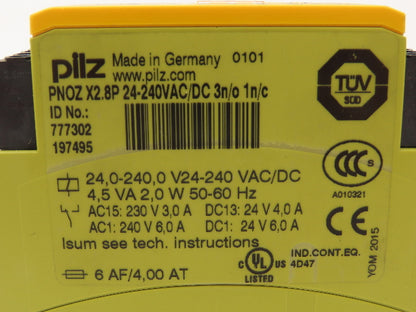 pilz Made in Germany 0101
www.pilz.com
PNOZ X2.8P 24-240VAC/DC 3n/o 1n/c
ID No.:
777302
197495
TÜV
SÜD
CCC S
A010321
24,0-240,0 V24-240 VAC/DC
4,5 VA 2,0 W 50-60 Hz
AC15: 230 V 3,0 A DC13: 24 V 4,0 A
AC1: 240 V 6,0 A DC1: 24 V 6,0 A
Isum see tech. instructions
CE
YOM 2015
C UL US
LISTED
IND.CONT.EQ.
4D47
6 AF/4,00 AT